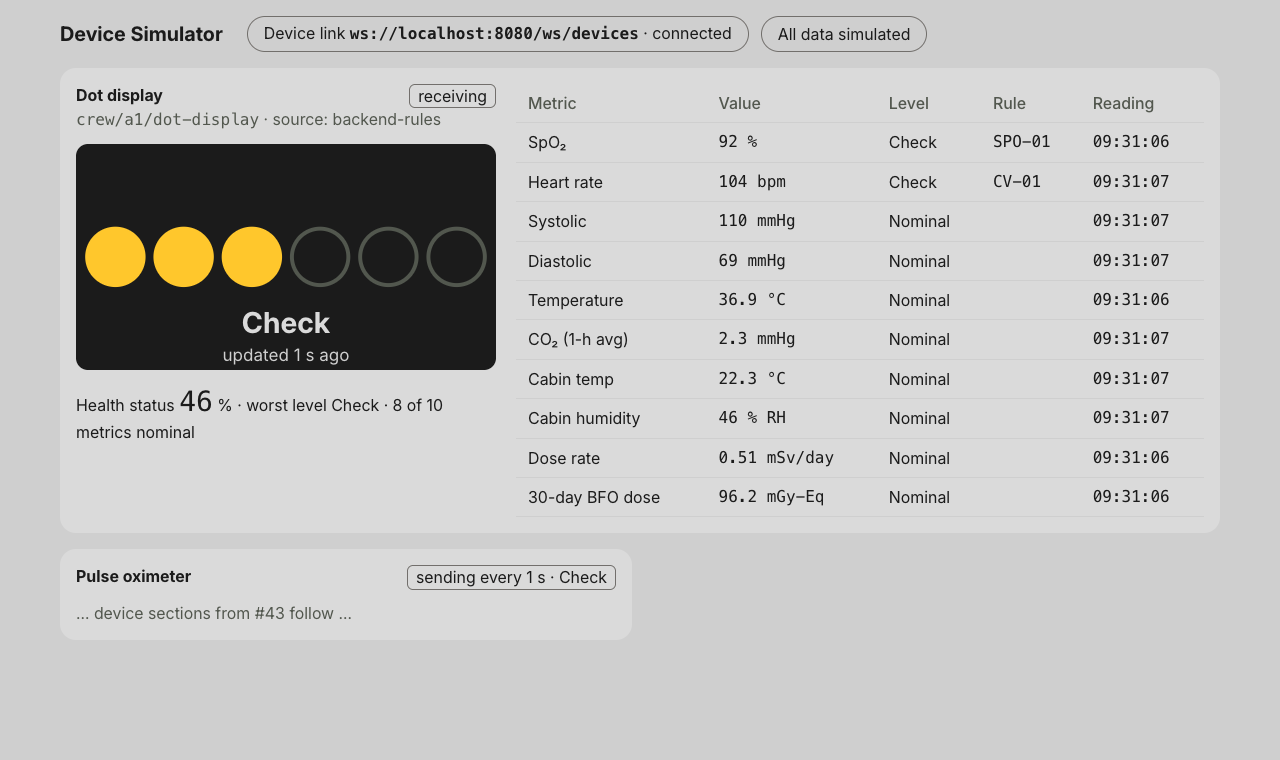 Device Simulator
Device link ws://localhost:8080/ws/devices · connected
All data simulated
Dot display
receiving
crew/a1/dot-display · source: backend-rules
Check
updated 1 s ago
Health status 46 % · worst level Check · 8 of 10
metrics nominal
Metric Value Level Rule Reading
SpO₂ 92 % Check SPO-01 09:31:06
Heart rate 104 bpm Check CV-01 09:31:07
Systolic 110 mmHg Nominal 09:31:07
Diastolic 69 mmHg Nominal 09:31:07
Temperature 36.9 °C Nominal 09:31:06
CO₂ (1-h avg) 2.3 mmHg Nominal 09:31:07
Cabin temp 22.3 °C Nominal 09:31:07
Cabin humidity 46 % RH Nominal 09:31:07
Dose rate 0.51 mSv/day Nominal 09:31:06
30-day BFO dose 96.2 mGy-Eq Nominal 09:31:06
Pulse oximeter
sending every 1 s · Check
… device sections from #43 follow …